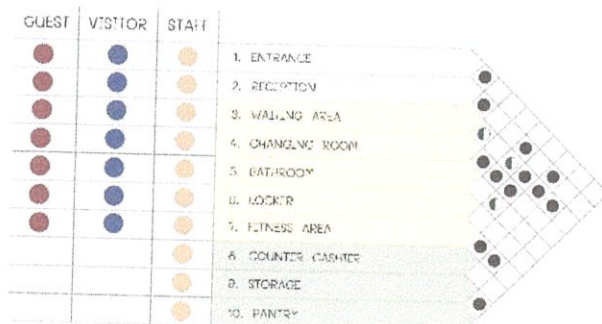 GUEST VISITOR STAFF
1. ENTRANCE
2. RECEPTION
3. WAITING AREA
4. CHANGING ROOM
5. BATHROOM
6. LOCKER
7. FITNESS AREA
8. COUNTER CASHIER
9. STORAGE
10. PANTRY